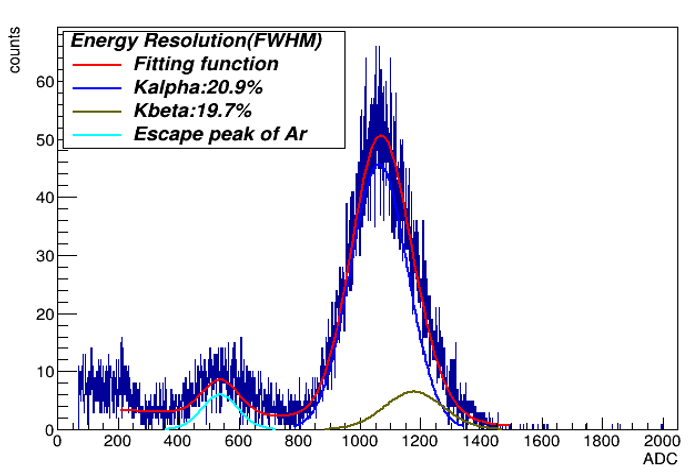 counts
Energy Resolution(FWHM)
Fitting function
Kalpha:20.9%
Kbeta:19.7%
Escape peak of Ar
60
50
40
30
20
10
0
0 200 400 600 800 1000 1200 1400 1600 1800 2000
ADC